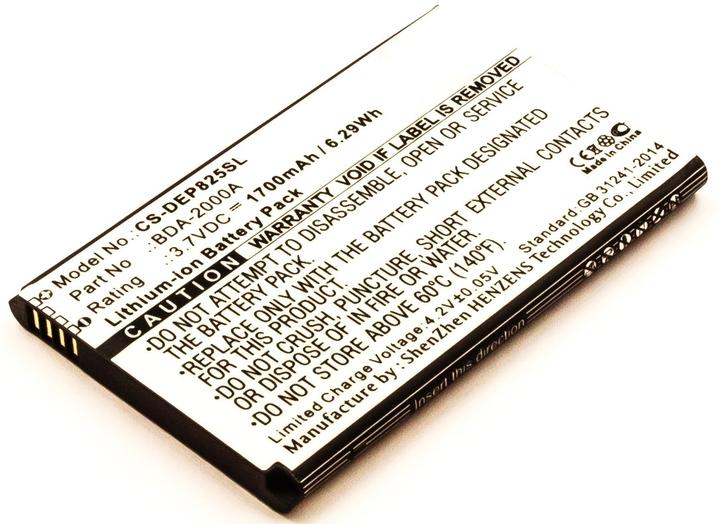 Model No.: CS-DEP825SL
Part No : BDA-2000A
Rating : 3.7VDC= 1700mAh / 6.29Wh
Lithium-ion Battery Pack
CAUTION WARRANTY VOID IF LABEL IS REMOVED
•DO NOT ATTEMPT TO DISASSEMBLE, OPEN OR SERVICE
THE BATTERY PACK.
•REPLACE ONLY WITH THE BATTERY PACK DESIGNATED
FOR THIS PRODUCT.
•DO NOT CRUSH, PUNCTURE, SHORT EXTERNAL CONTACTS
OR DISPOSE OF IN FIRE OR WATER.
•DO NOT STORE ABOVE 60°C (140°F).
Limited Charge Voltage: 4.2V±0.05V
Standard: GB 31241-2014
Manufacture by: ShenZhen HENZENS Technology Co., Limited
Insert this direction